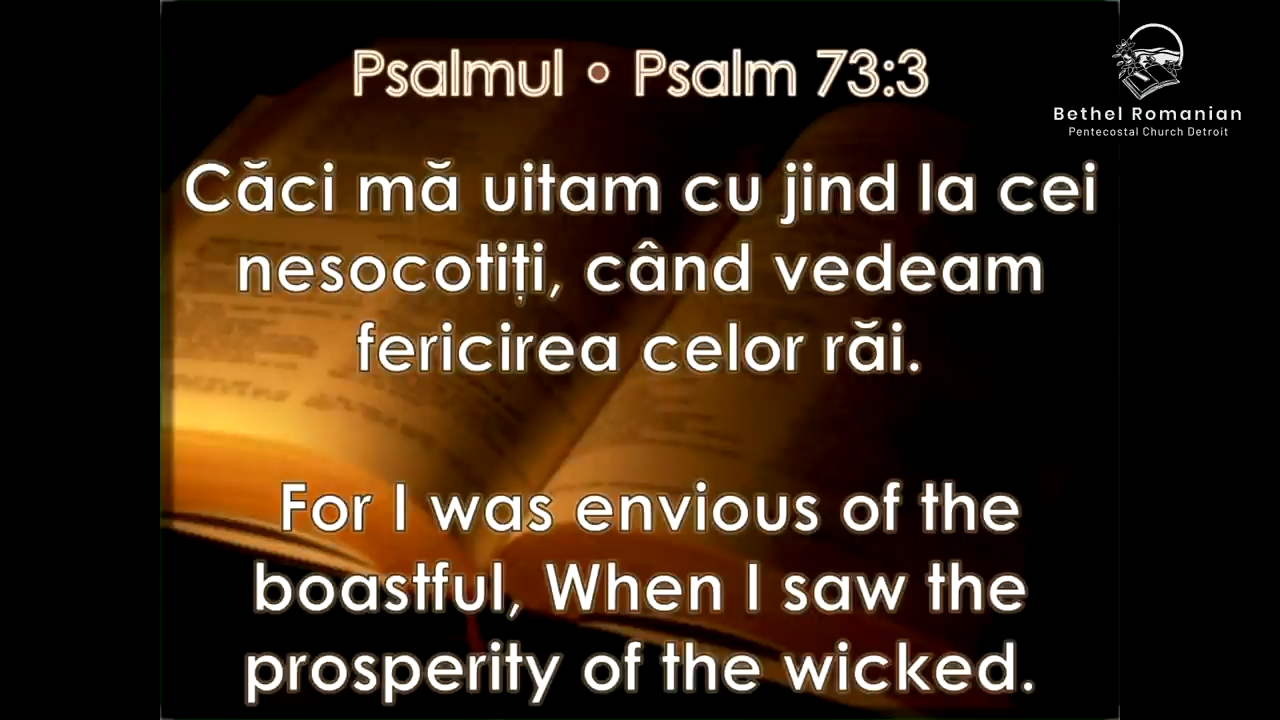 Psalmul • Psalm 73:3
Bethel Romanian
Pentecostal Church Detroit
Căci mă uitam cu jind la cei
nesocotiți, când vedeam
fericirea celor răi.
For I was envious of the
boastful, When I saw the
prosperity of the wicked.